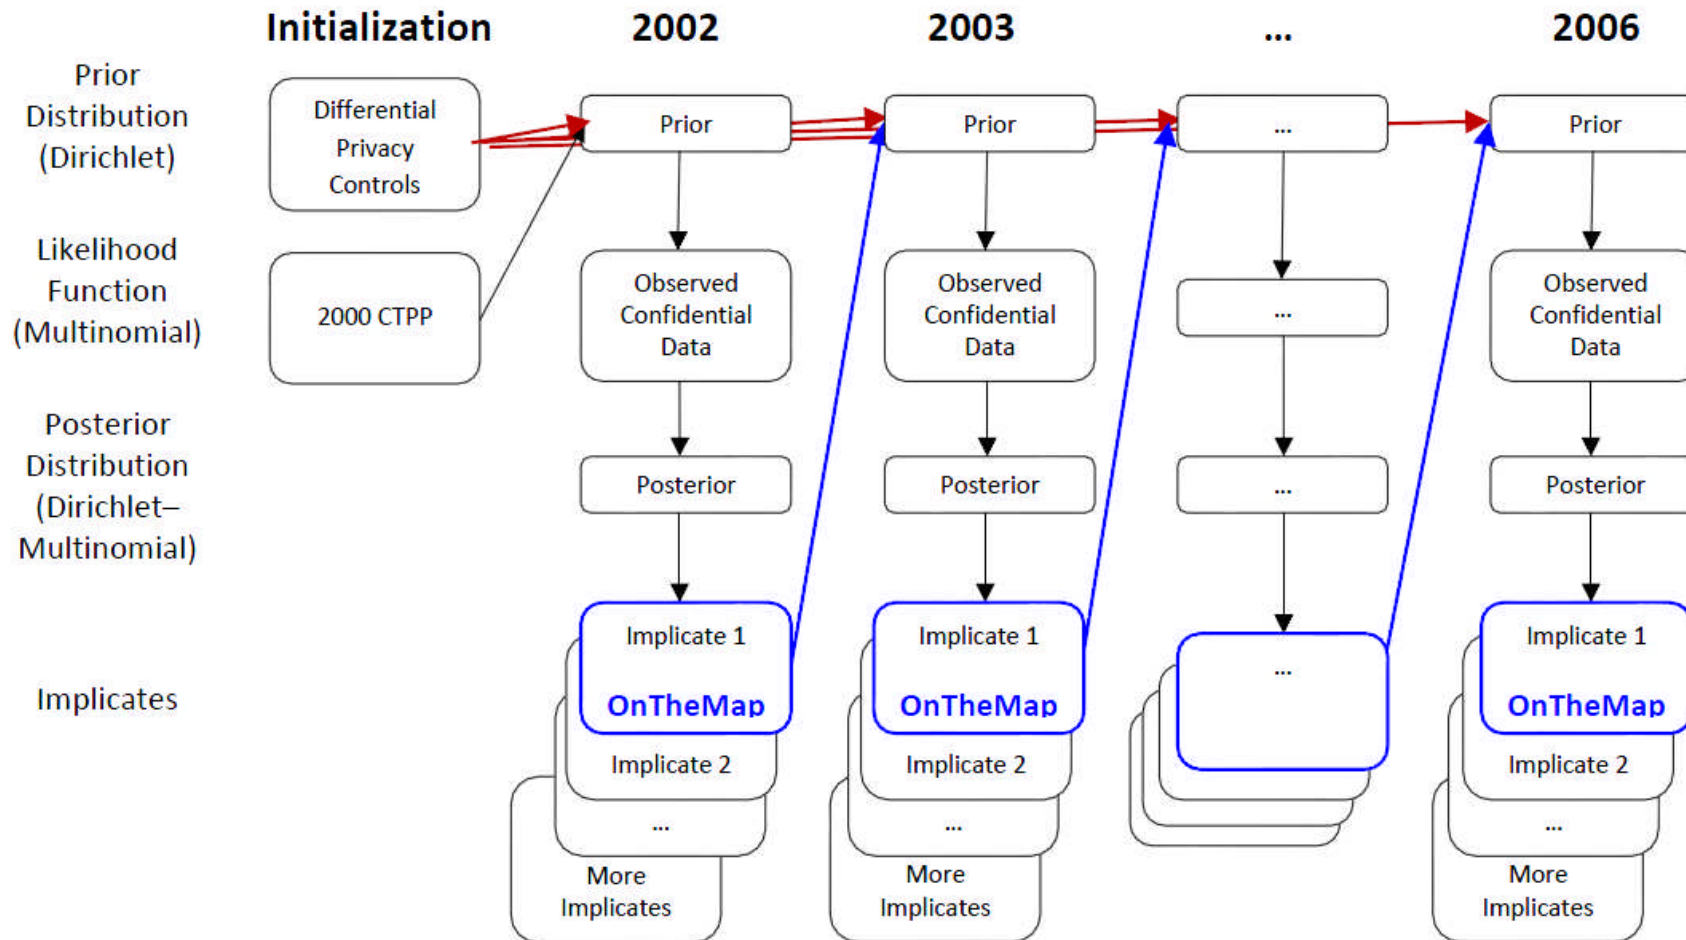 Initialization 2002 2003 ... 2006
Prior
Distribution
(Dirichlet)
Differential
Privacy
Controls
Prior
Prior
...
Prior
Likelihood
Function
(Multinomial)
2000 CTPP
Observed
Confidential
Data
Observed
Confidential
Data
...
Observed
Confidential
Data
Posterior
Distribution
(Dirichlet–
Multinomial)
Posterior
Posterior
...
Posterior
Implicates
Implicate 1
OnTheMap
Implicate 2
...
More
Implicates
Implicate 1
OnTheMap
Implicate 2
...
More
Implicates
...
Implicate 1
OnTheMap
Implicate 2
...
More
Implicates